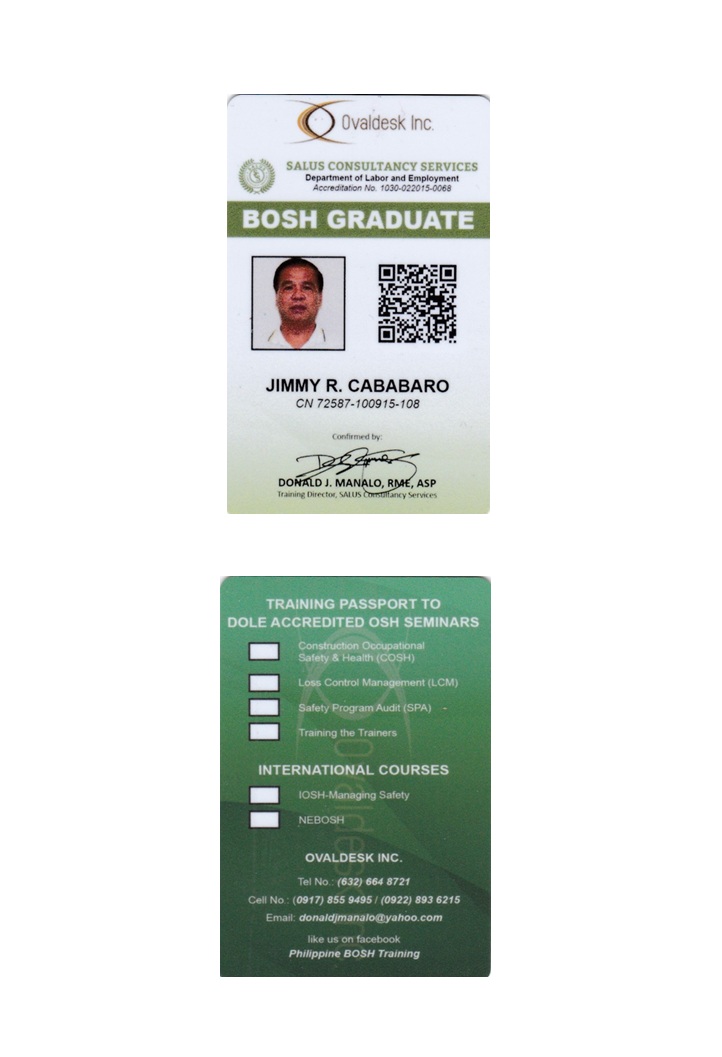 Ovaldesk Inc.
SALUS CONSULTANCY SERVICES
Department of Labor and Employment
Accreditation No. 1030-022015-0068
BOSH GRADUATE
JIMMY R. CABABARO
CN 72587-100915-108
Confirmed by:
DONALD J. MANALO, RME, ASP
Training Director, SALUS Consultancy Services
TRAINING PASSPORT TO
DOLE ACCREDITED OSH SEMINARS
Construction Occupational
Safety & Health (COSH)
Loss Control Management (LCM)
Safety Program Audit (SPA) -
Training the Trainers
INTERNATIONAL COURSES
IOSH-Managing Safety
NEBOSH
OVALDESK INC.
Tel No.: (632) 664 8721
Cell No.: (0917) 855 9495 / (0922) 893 6215
Email: donaldjmanalo@yahoo.com
like us on facebook
Philippine BOSH Training